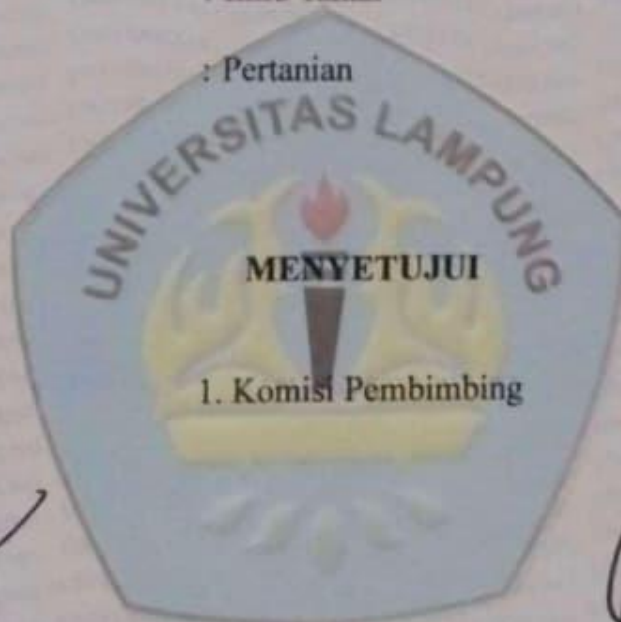 : Pertanian
UNIVERSITAS LAMPUNG
MENYETUJUI
1. Komisi Pembimbing